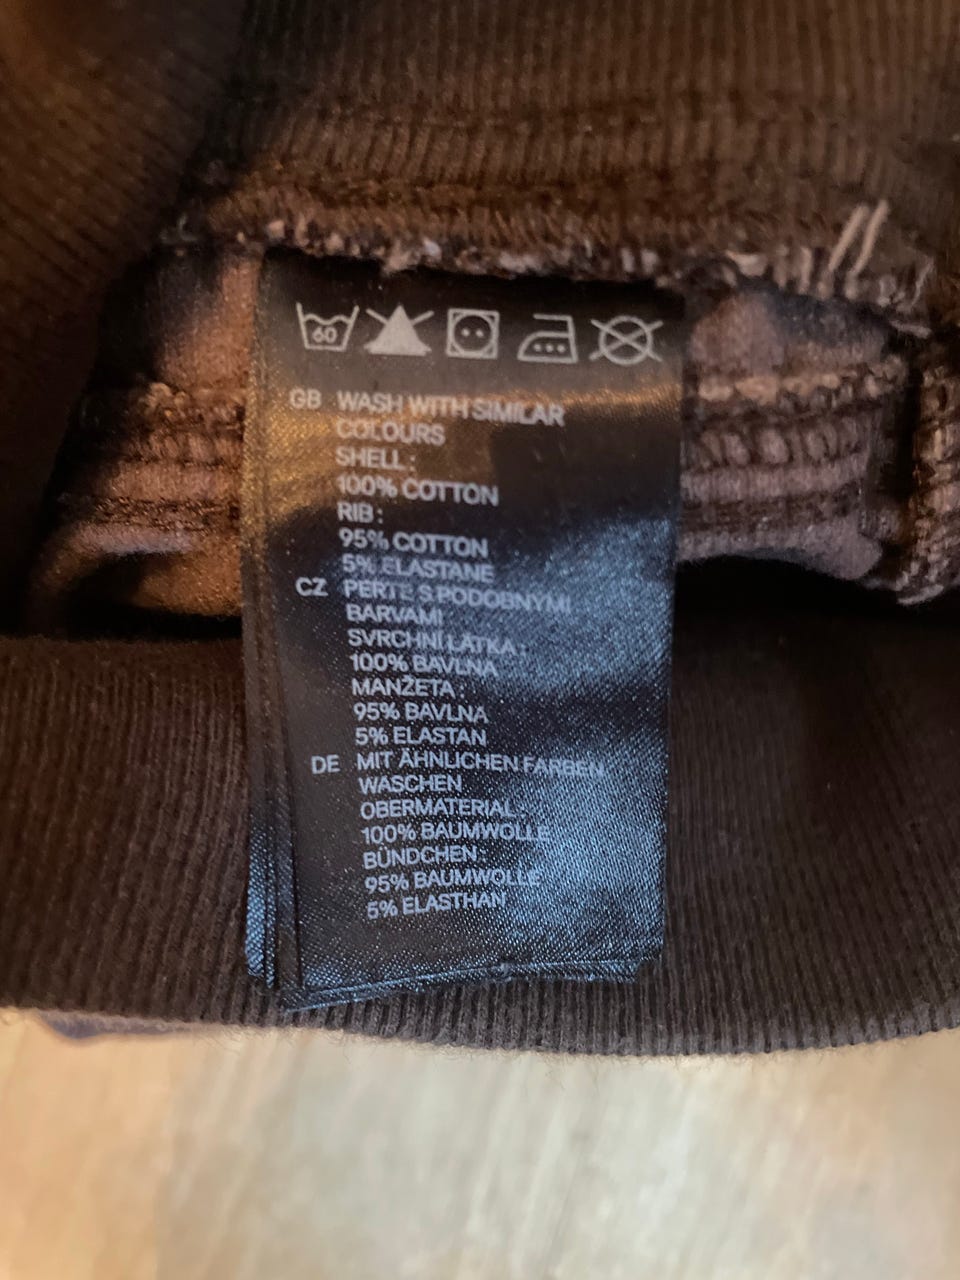 60
GB WASH WITH SIMILAR
COLOURS
SHELL:
100% COTTON
RIB:
95% COTTON
5% ELASTANE
CZ PERTE S PODOBNÝMI
BARVAMI
SVRCHNÍ LÁTKA:
100% BAVLNA
MANŽETA:
95% BAVLNA
5% ELASTAN
DE MIT ÄHNLICHEN FARBEN
WASCHEN
OBERMATERIAL:
100% BAUMWOLLE
BÜNDCHEN:
95% BAUMWOLLE
5% ELASTHAN